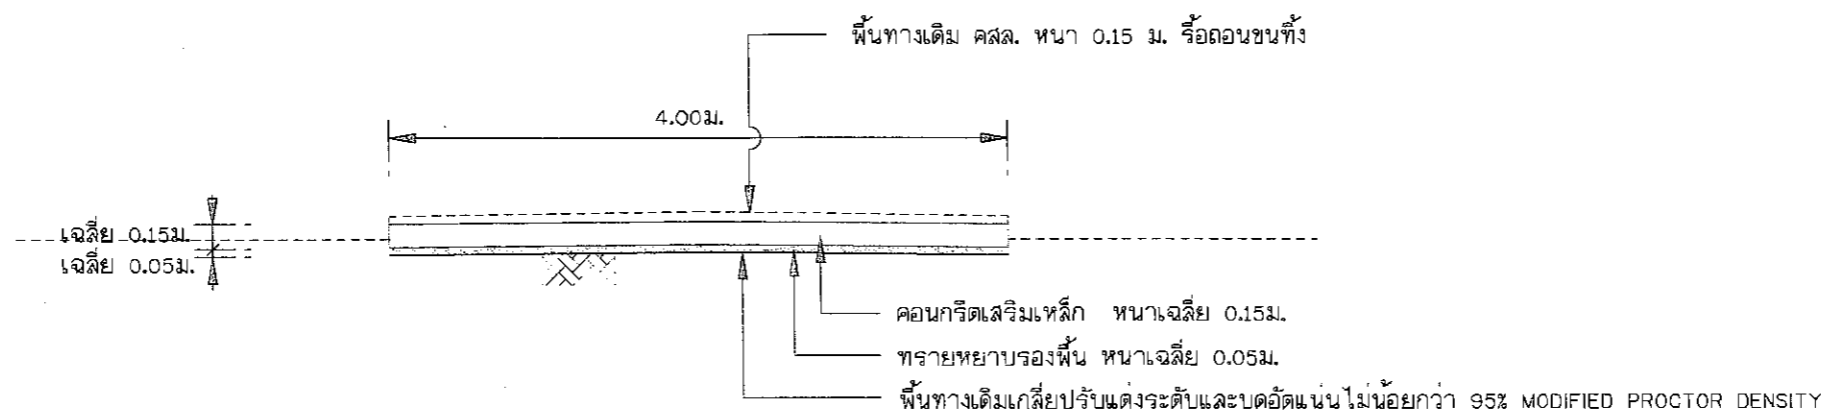 พื้นทางเดิม คสล. หนา 0.15 ม. รื้อถอนขนทิ้ง
4.00ม.
เฉลี่ย 0.15ม.
เฉลี่ย 0.05ม.
คอนกรีตเสริมเหล็ก หนาเฉลี่ย 0.15ม.
ทรายหยาบรองพื้น หนาเฉลี่ย 0.05ม.
พื้นทางเดิมเกลี่ยปรับแต่งระดับและบดอัดแน่นไม่น้อยกว่า 95% MODIFIED PROCTOR DENSITY